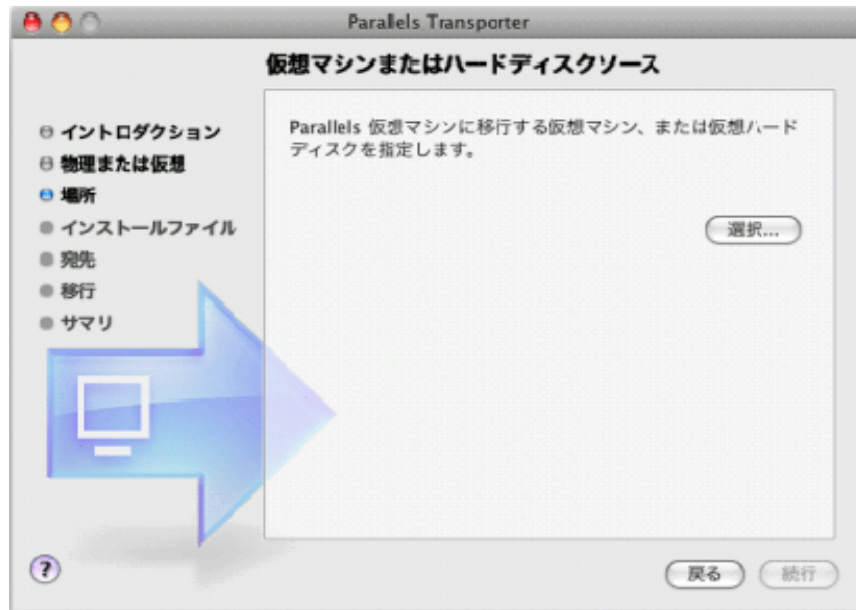 Parallels Transporter
仮想マシンまたはハードディスクソース
イントロダクション
物理または仮想
場所
インストールファイル
宛先
移行
サマリ
Parallels 仮想マシンに移行する仮想マシン、または仮想ハード
ディスクを指定します。
選択...
?
戻る
続行